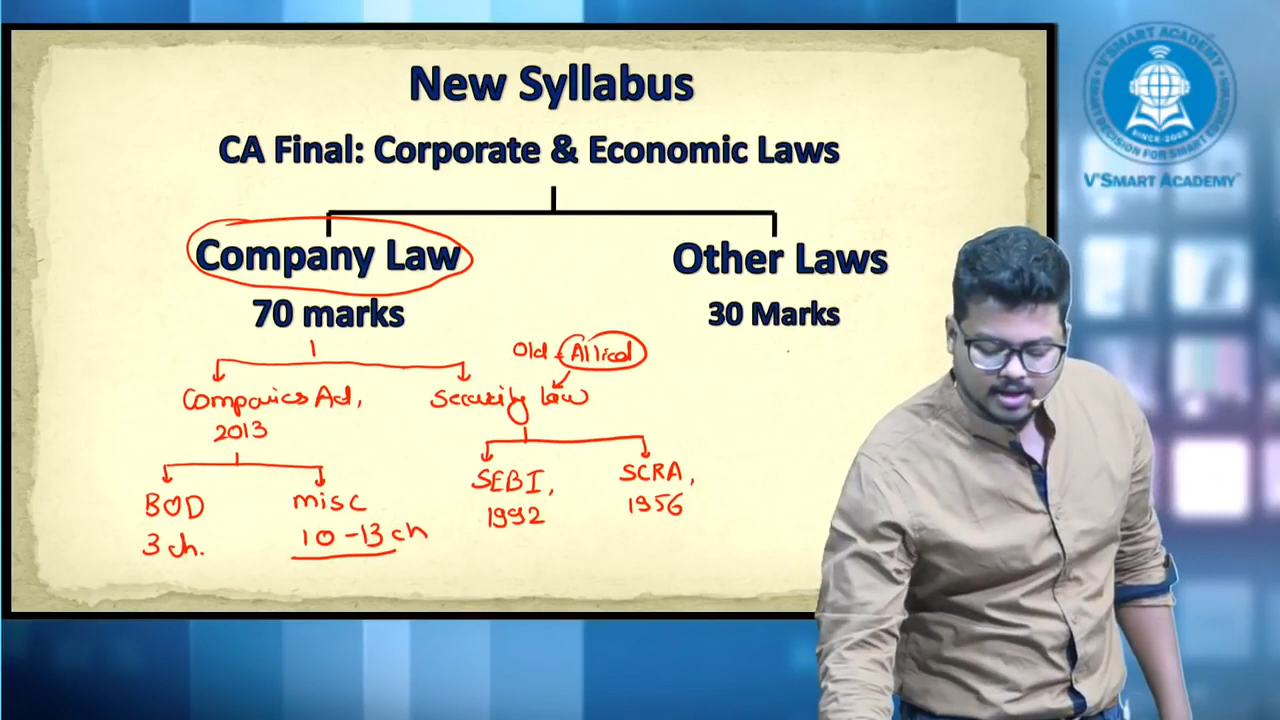 New Syllabus
CA Final: Corporate & Economic Laws
Company Law
Other Laws
70 marks
30 Marks
Old - Allied
Companies Act,
2013
Security Law
BOD
3 ch.
misc
10-13 ch
SEBI,
1992
SCRA,
1956
V'SMART ACADEMY
SINCE-2005
V'SMART ACADEMY